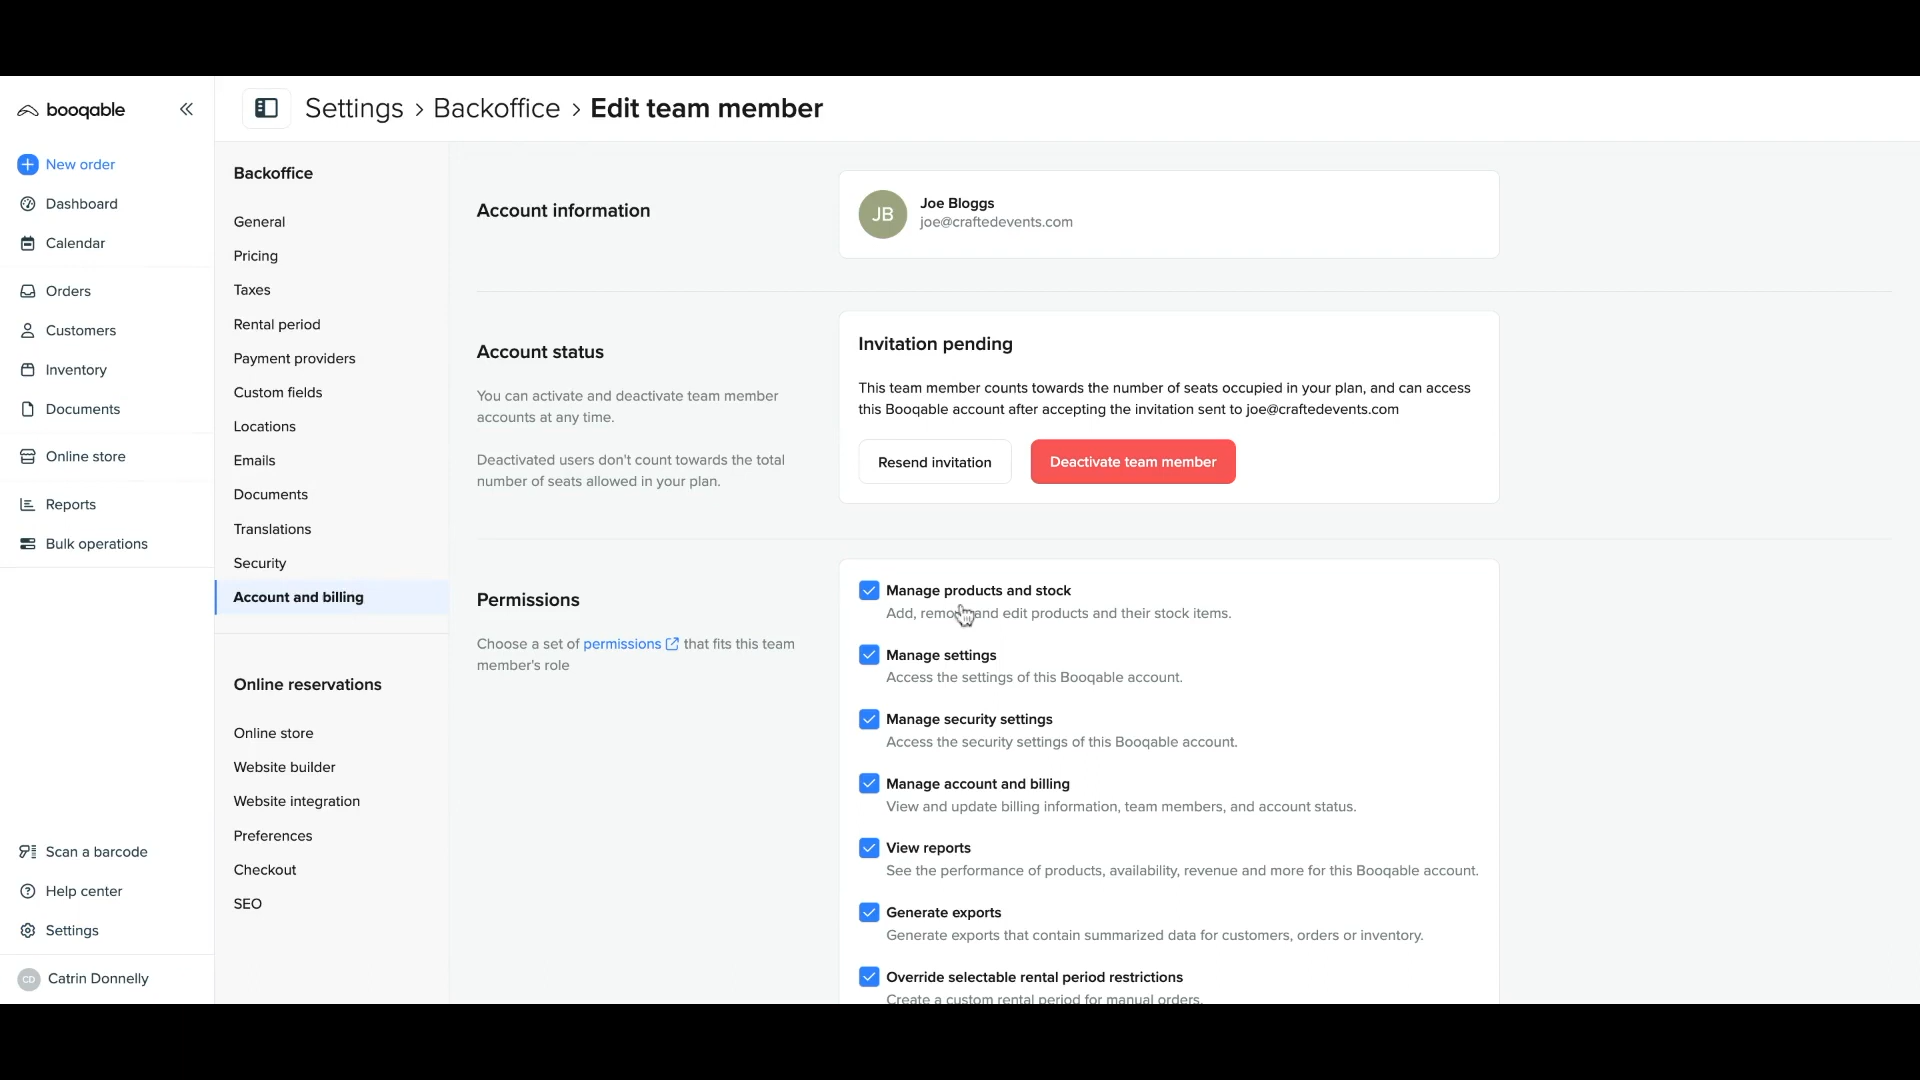 booqable
New order
Dashboard
Calendar
Orders
Customers
Inventory
Documents
Online store
Reports
Bulk operations
Scan a barcode
Help center
Settings
CD Catrin Donnelly
Settings > Backoffice > Edit team member
Backoffice
General
Pricing
Taxes
Rental period
Payment providers
Custom fields
Locations
Emails
Documents
Translations
Security
Account and billing
Online reservations
Online store
Website builder
Website integration
Preferences
Checkout
SEO
Account information
JB
Joe Bloggs
joe@craftedevents.com
Account status
You can activate and deactivate team member
accounts at any time.
Deactivated users don't count towards the total
number of seats allowed in your plan.
Invitation pending
This team member counts towards the number of seats occupied in your plan, and can access
this Booqable account after accepting the invitation sent to joe@craftedevents.com
Resend invitation
Deactivate team member
Permissions
Choose a set of permissions that fits this team
member's role
Manage products and stock
Add, remove and edit products and their stock items.
Manage settings
Access the settings of this Booqable account.
Manage security settings
Access the security settings of this Booqable account.
Manage account and billing
View and update billing information, team members, and account status.
View reports
See the performance of products, availability, revenue and more for this Booqable account.
Generate exports
Generate exports that contain summarized data for customers, orders or inventory.
Override selectable rental period restrictions
Create a custom rental period for manual orders.